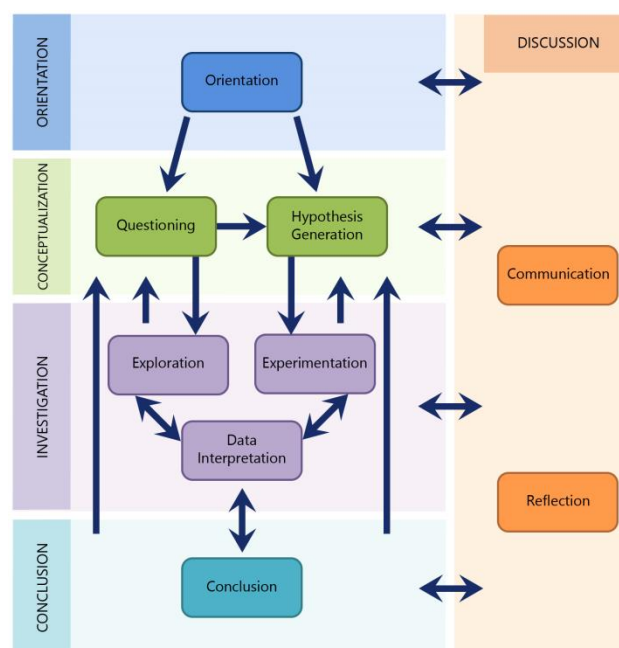 DISCUSSION
ORIENTATION
Orientation
CONCEPTUALIZATION
Questioning
Hypothesis
Generation
Communication
INVESTIGATION
Exploration
Experimentation
Data
Interpretation
Reflection
CONCLUSION
Conclusion